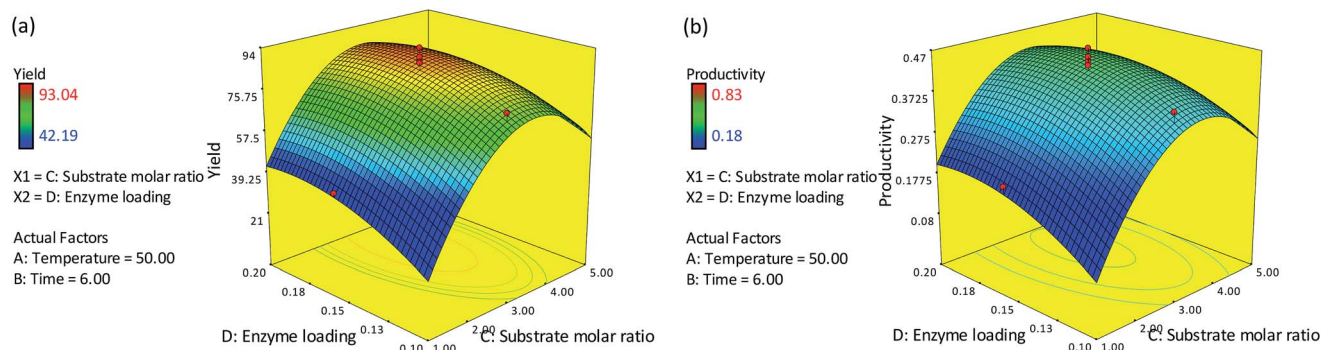 (a)
Yield
93.04
42.19
X1 = C: Substrate molar ratio
X2 = D: Enzyme loading
Actual Factors
A: Temperature = 50.00
B: Time = 6.00
Yield
94
75.75
57.5
39.25
21
0.20
0.18
0.15
0.13
0.10
D: Enzyme loading
1.00
2.00
3.00
4.00
5.00
C: Substrate molar ratio
(b)
Productivity
0.83
0.18
X1 = C: Substrate molar ratio
X2 = D: Enzyme loading
Actual Factors
A: Temperature = 50.00
B: Time = 6.00
Productivity
0.47
0.3725
0.275
0.1775
0.08
0.20
0.18
0.15
0.13
0.10
D: Enzyme loading
1.00
2.00
3.00
4.00
5.00
C: Substrate molar ratio